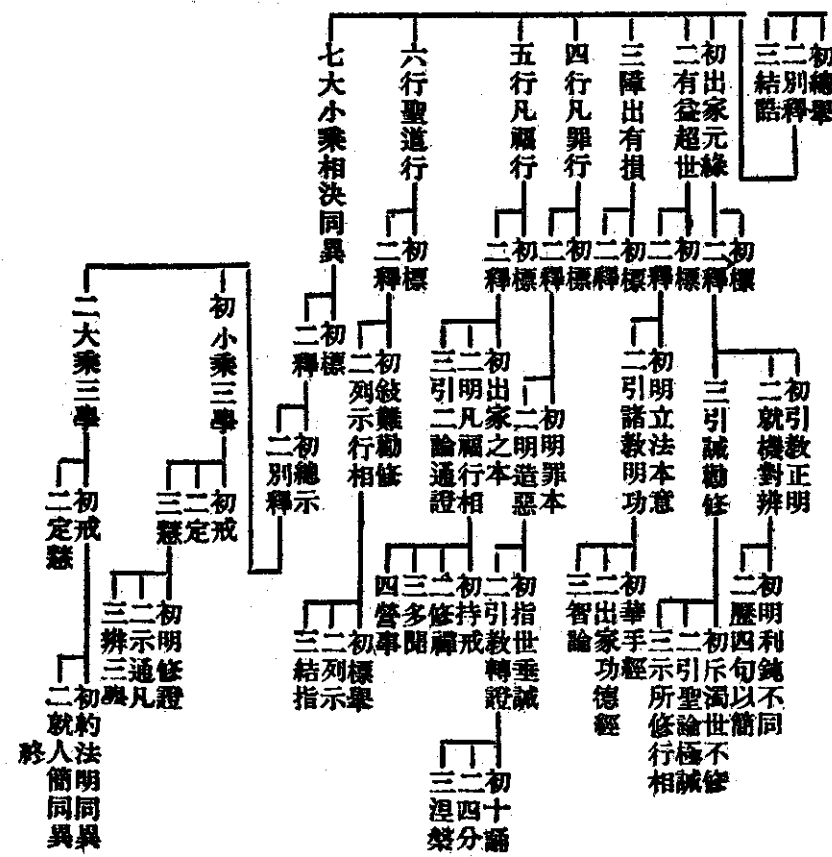 初總舉
二別釋
三結誥
初出家元緣
二有益超世
三障出有損
四行凡罪行
五行凡福行
六行聖道行
七大小乘相決同異
初標
二釋
初標
二釋
初標
二釋
初標
二釋
初標
二釋
初標
二釋
初標
二釋
初引教正明
二就機對辨
三引誡勸修
初明利鈍不同
二歷四句以簡
初斥濁世不修
二引聖論極誡
三示所修行相
初明立法本意
二引諸教明功
初華手經
二出家功德經
三智論
初明罪本
二明造惡
初指世垂誡
二引教轉證
初十誦
二四分
三涅槃
初出家之本
二明凡福行相
三引二論通證
初持戒
二修禪
三多聞
四營事
初敍難勸修
二列示行相
初標舉
二列示
三結指
初總示
二別釋
初小乘三學
二大乘三學
初戒
二定
三慧
初明修證
二示通凡
三辨三學
初戒
二定慧
初約法明同異
二就人簡同異
終